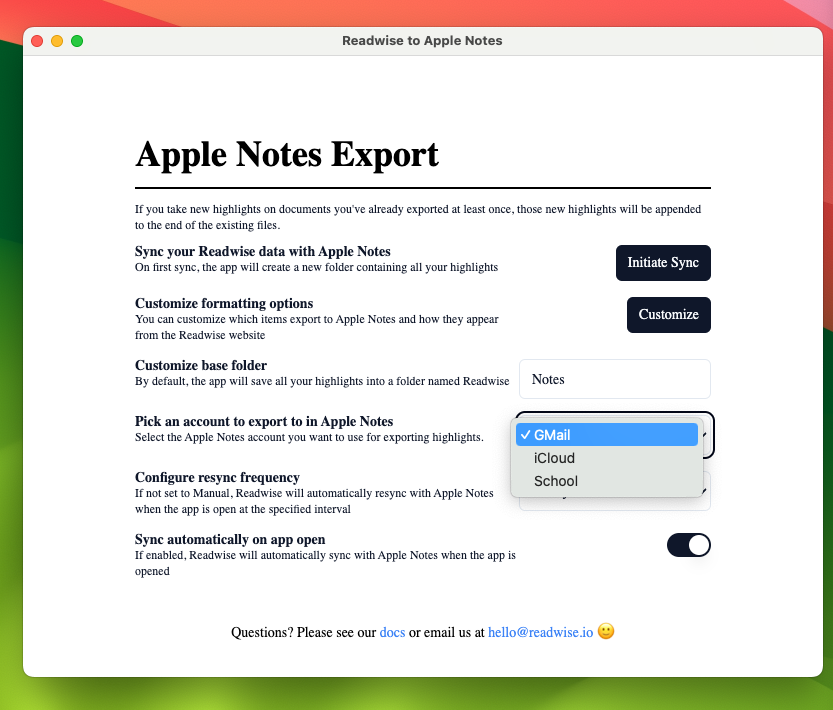 Readwise to Apple Notes
Apple Notes Export
If you take new highlights on documents you've already exported at least once, those new highlights will be appended
to the end of the existing files.
Sync your Readwise data with Apple Notes
On first sync, the app will create a new folder containing all your highlights
Initiate Sync
Customize formatting options
You can customize which items export to Apple Notes and how they appear
from the Readwise website
Customize
Customize base folder
By default, the app will save all your highlights into a folder named Readwise
Notes
Pick an account to export to in Apple Notes
Select the Apple Notes account you want to use for exporting highlights.
✓ GMail
iCloud
School
Configure resync frequency
If not set to Manual, Readwise will automatically resync with Apple Notes
when the app is open at the specified interval
Sync automatically on app open
If enabled, Readwise will automatically sync with Apple Notes when the app is
opened
Questions? Please see our docs or email us at hello@readwise.io 🙂